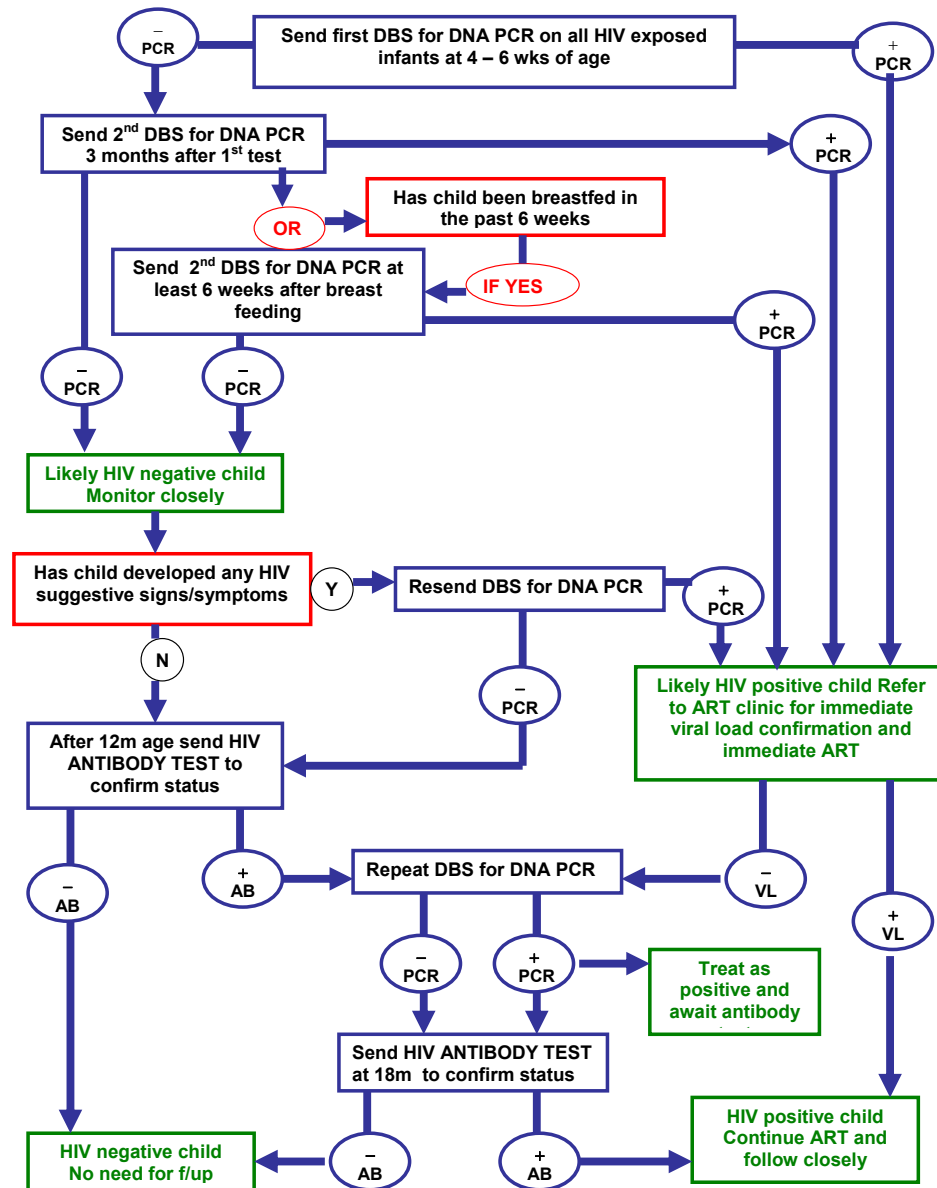 −
PCR
Send first DBS for DNA PCR on all HIV exposed
infants at 4 – 6 wks of age
+
PCR
Send 2nd DBS for DNA PCR
3 months after 1st test
+
PCR
OR
Has child been breastfed in
the past 6 weeks
Send 2nd DBS for DNA PCR at
least 6 weeks after breast
feeding
IF YES
+
PCR
−
PCR
−
PCR
Likely HIV negative child
Monitor closely
Has child developed any HIV
suggestive signs/symptoms
Y
Resend DBS for DNA PCR
+
PCR
N
−
PCR
Likely HIV positive child Refer
to ART clinic for immediate
viral load confirmation and
immediate ART
After 12m age send HIV
ANTIBODY TEST to
confirm status
−
AB
+
AB
Repeat DBS for DNA PCR
−
VL
+
VL
−
PCR
+
PCR
Treat as
positive and
await antibody
Send HIV ANTIBODY TEST
at 18m to confirm status
HIV negative child
No need for f/up
−
AB
+
AB
HIV positive child
Continue ART and
follow closely